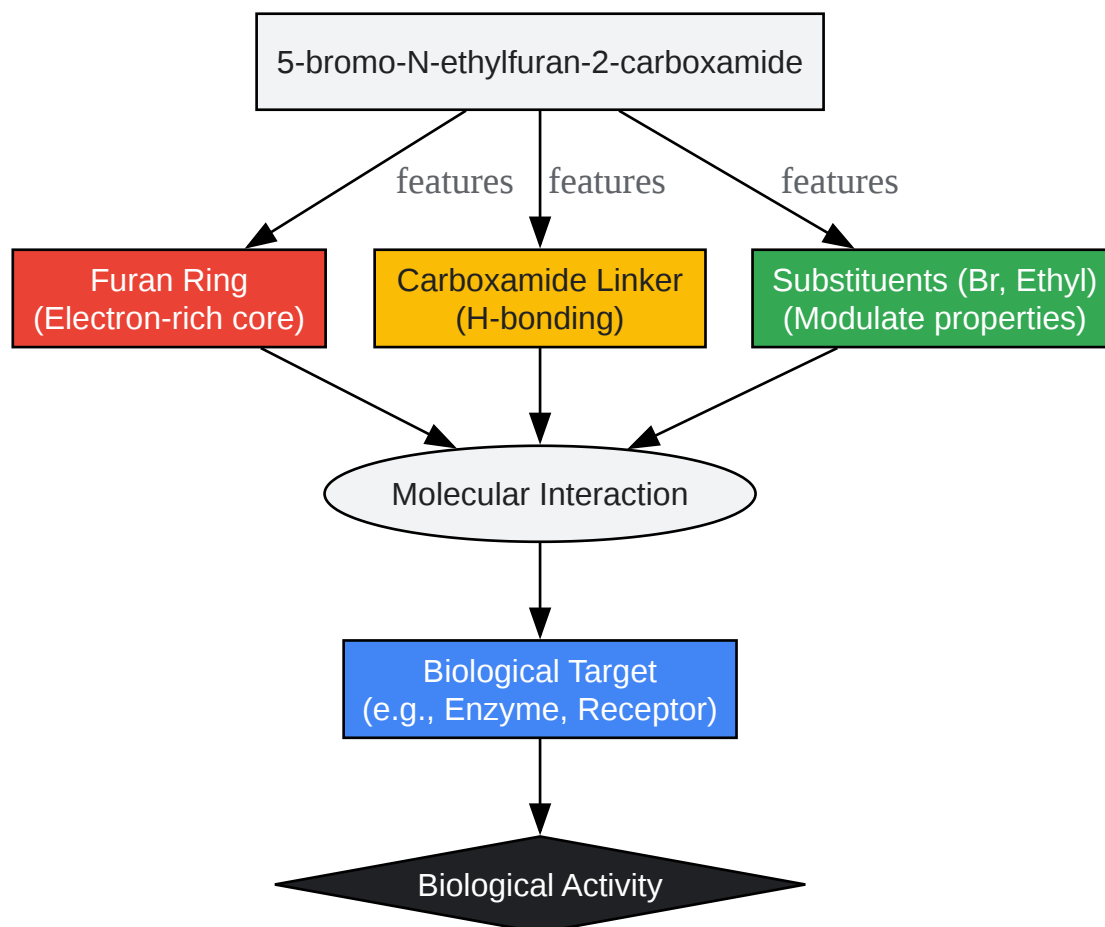 5-bromo-N-ethylfuran-2-carboxamide
features
features
features
Furan Ring
(Electron-rich core)
Carboxamide Linker
(H-bonding)
Substituents (Br, Ethyl)
(Modulate properties)
Molecular Interaction
Biological Target
(e.g., Enzyme, Receptor)
Biological Activity